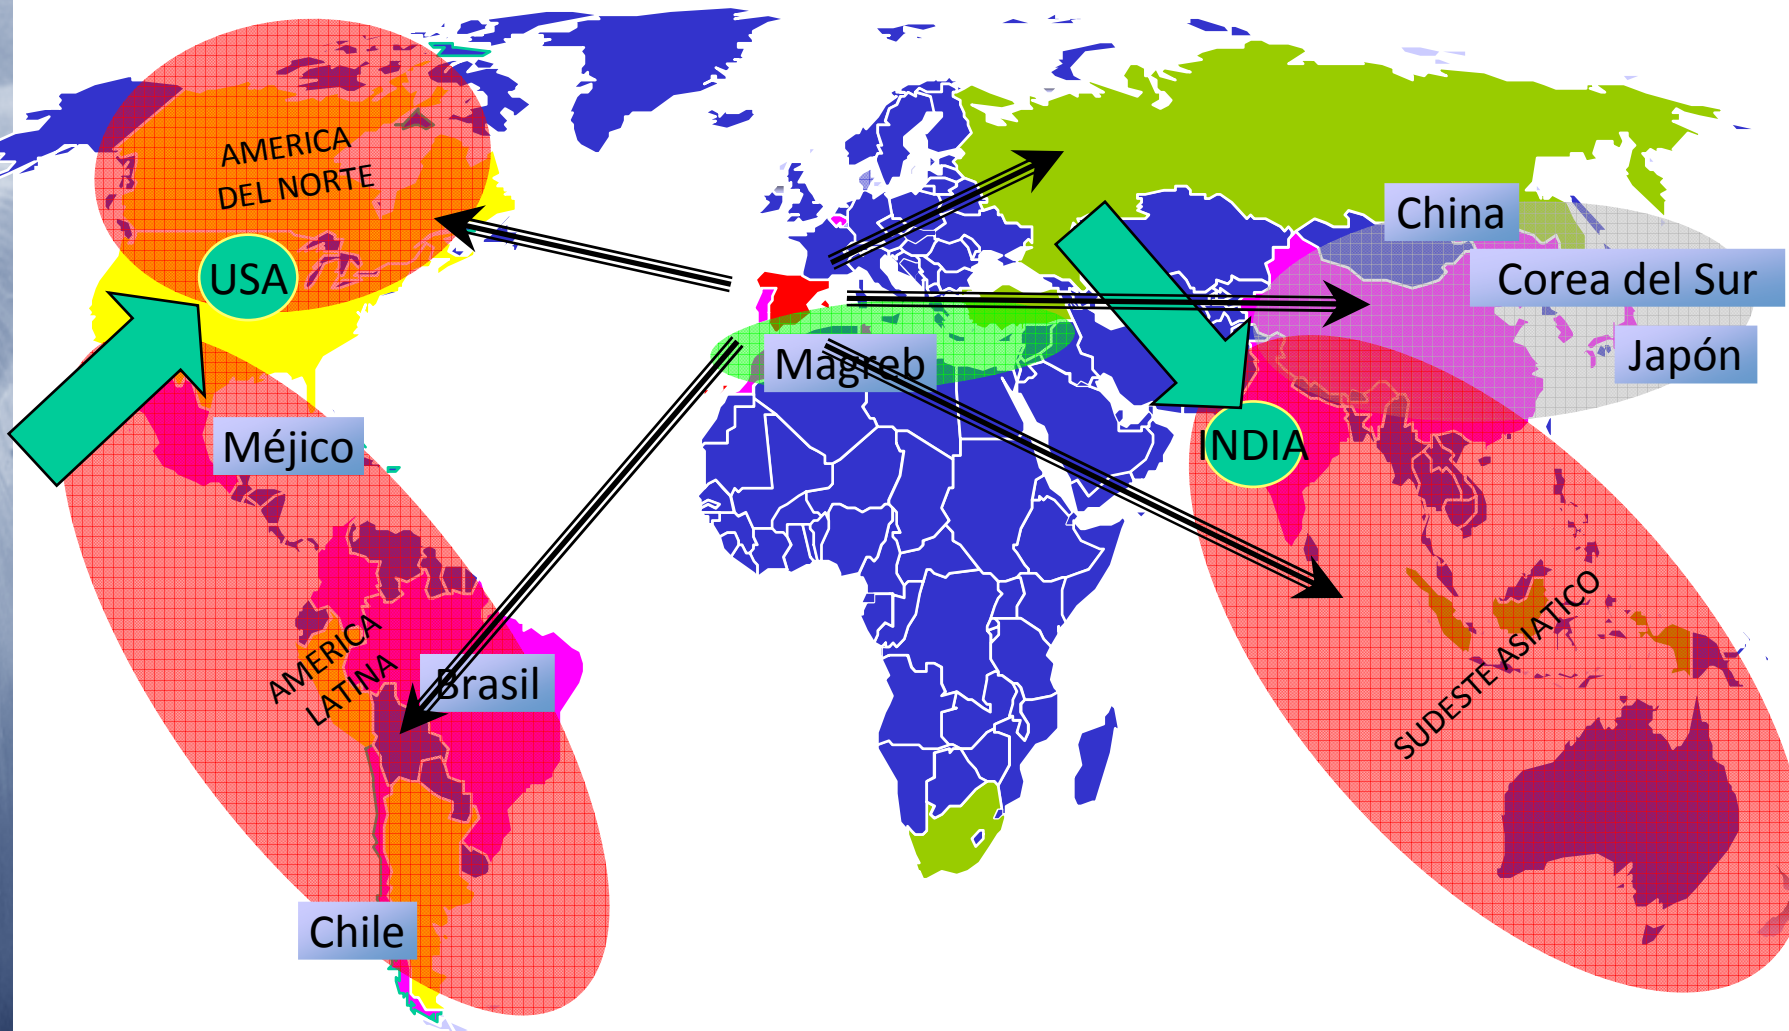 AMERICA
DEL NORTE
USA
China
Corea del Sur
Japón
Magreb
Méjico
INDIA
AMERICA
LATINA
Brasil
SUDESTE ASIATICO
Chile